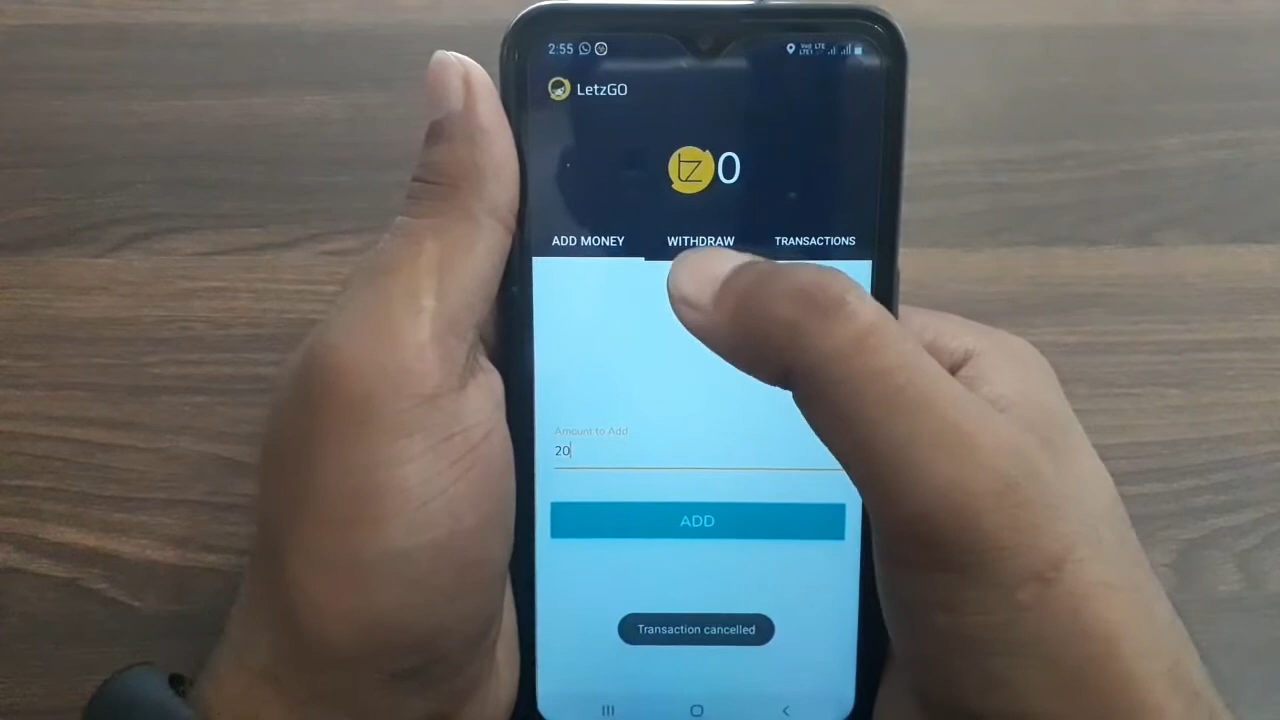 2:55
LetzGO
tz 0
ADD MONEY WITHDRAW TRANSACTIONS
Amount to Add
20
ADD
Transaction cancelled